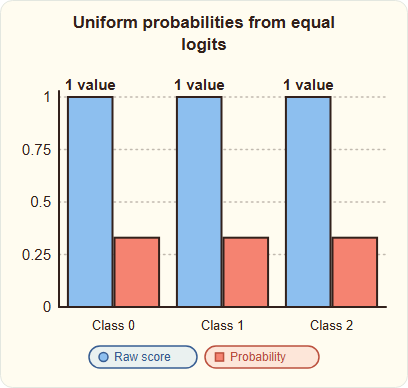 Uniform probabilities from equal
logits
1 value 1 value 1 value
1
0.75
0.5
0.25
0
Class 0 Class 1 Class 2
Raw score Probability